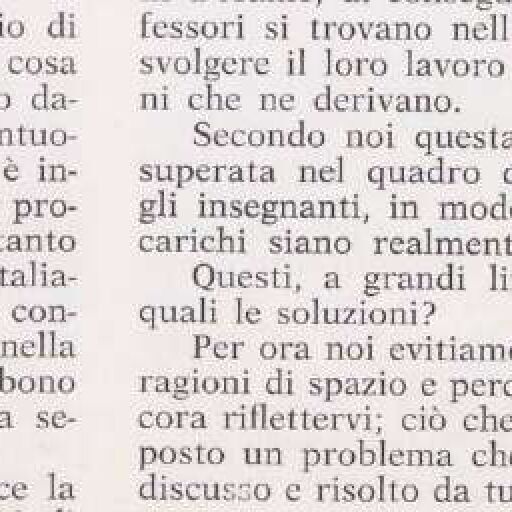 io di
cosa
da-
ntuo-
è in-
pro-
tanto
talia-
con-
nella
bono
a se-
ce la
fessori si trovano nell
svolgere il loro lavoro
ni che ne derivano.
Secondo noi questa
superata nel quadro
gli insegnanti, in mod
carichi siano realment
Questi, a grandi li
quali le soluzioni?
Per ora noi evitiam
ragioni di spazio e perc
cora riflettervi; ciò che
posto un problema che
discusso e risolto da tu